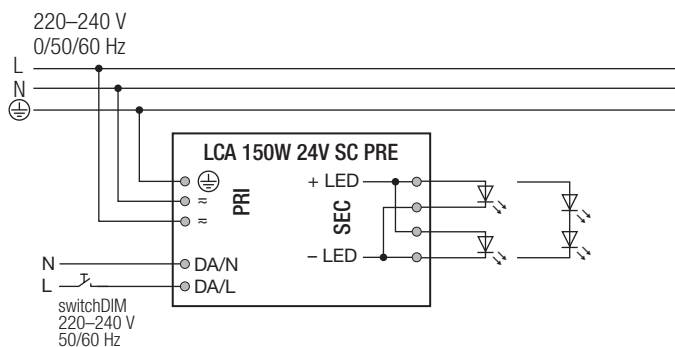 220–240 V
0/50/60 Hz
L
N
LCA 150W 24V SC PRE
PRI
≂
≂
+ LED
SEC
– LED
N
DA/N
L
DA/L
switchDIM
220–240 V
50/60 Hz